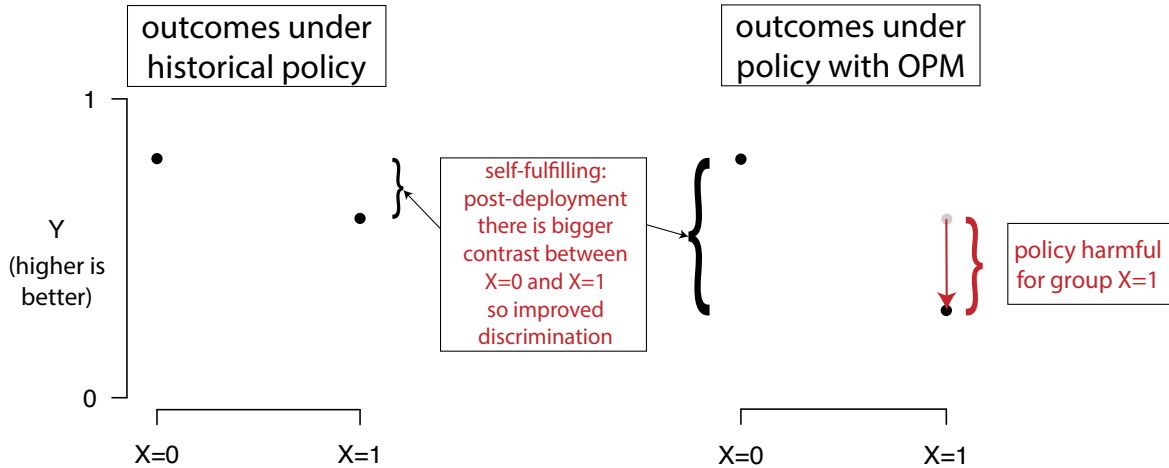 outcomes under
historical policy
outcomes under
policy with OPM
1
Y
(higher is
better)
0
self-fulfilling:
post-deployment
there is bigger
contrast between
X=0 and X=1
so improved
discrimination
policy harmful
for group X=1
X=0
X=1
X=0
X=1